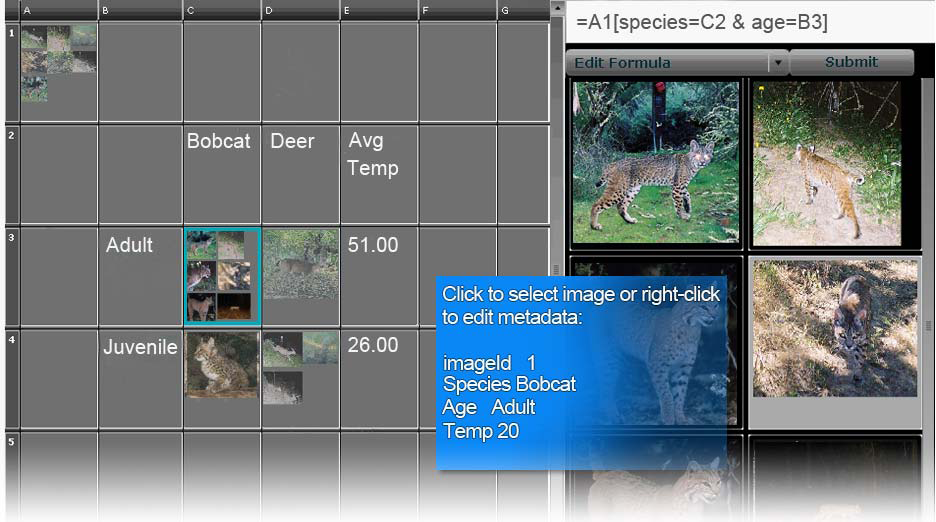 A B C D E F G
=A1[species=C2 & age=B3]
Edit Formula Submit
1
2 Bobcat Deer Avg
Temp
3 Adult 51.00
Click to select image or right-click
to edit metadata:
4 Juvenile 26.00
imageId 1
Species Bobcat
Age Adult
Temp 20
5